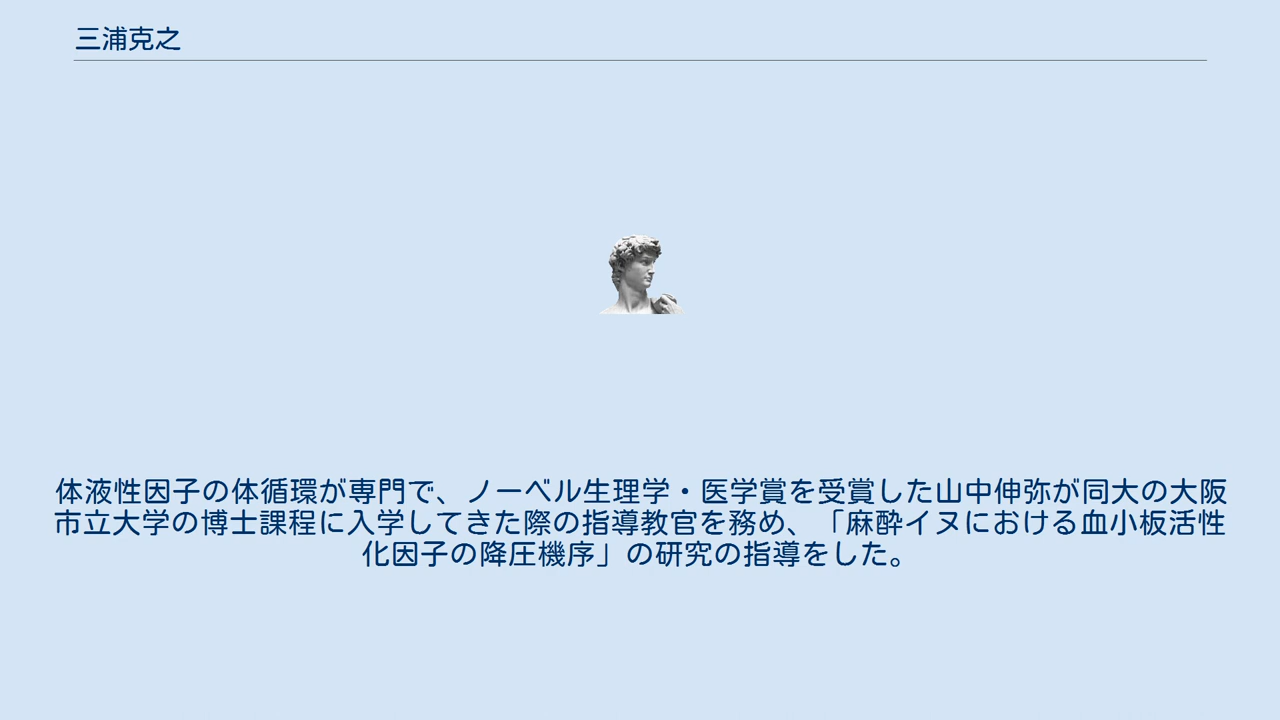 三浦克之
体液性因子の体循環が専門で、ノーベル生理学・医学賞を受賞した山中伸弥が同大の大阪
市立大学の博士課程に入学してきた際の指導教官を務め、「麻酔イヌにおける血小板活性
化因子の降圧機序」の研究の指導をした。